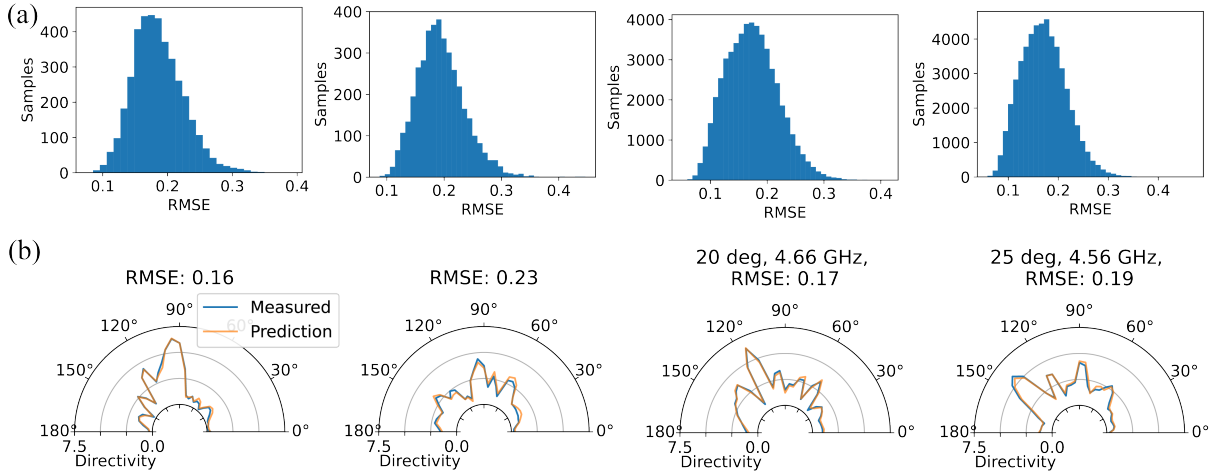 (a)
Samples
400
300
200
100
0
0.1 0.2 0.3 0.4
RMSE
Samples
400
300
200
100
0
0.1 0.2 0.3 0.4
RMSE
Samples
4000
3000
2000
1000
0
0.1 0.2 0.3 0.4
RMSE
Samples
4000
3000
2000
1000
0
0.1 0.2 0.3 0.4
RMSE
(b)
RMSE: 0.16
Measured
Prediction
0°
30°
60°
90°
120°
150°
180°
7.5 0.0
Directivity
RMSE: 0.23
0°
30°
60°
90°
120°
150°
180°
7.5 0.0
Directivity
20 deg, 4.66 GHz,
RMSE: 0.17
0°
30°
60°
90°
120°
150°
180°
7.5 0.0
Directivity
25 deg, 4.56 GHz,
RMSE: 0.19
0°
30°
60°
90°
120°
150°
180°
7.5 0.0
Directivity